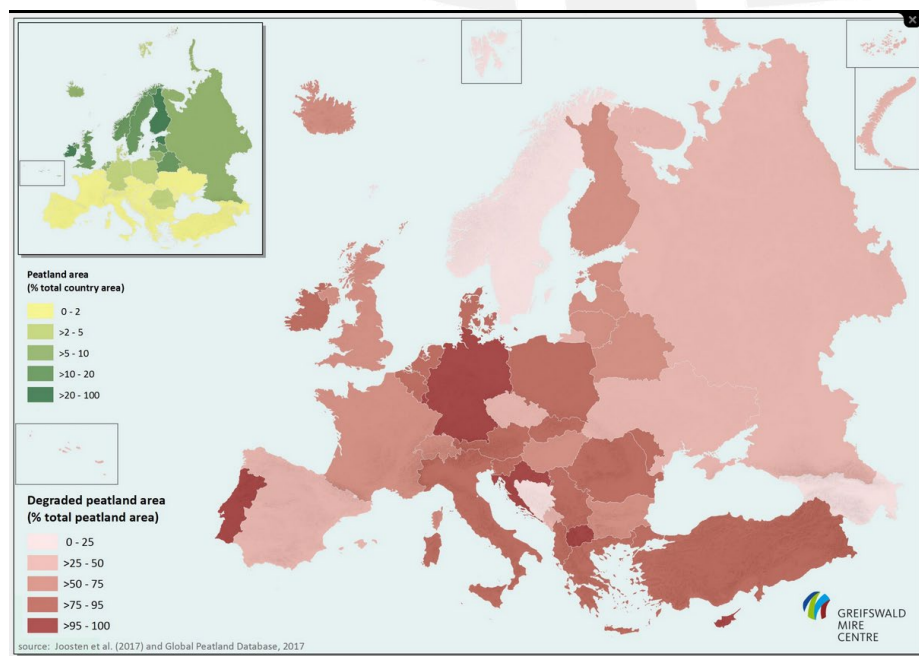 Peatland area
(% total country area)
0 - 2
>2 - 5
>5 - 10
>10 - 20
>20 - 100
Degraded peatland area
(% total peatland area)
0 - 25
>25 - 50
>50 - 75
>75 - 95
>95 - 100
GREIFSWALD
MIRE
CENTRE
source: Joosten et al. (2017) and Global Peatland Database, 2017